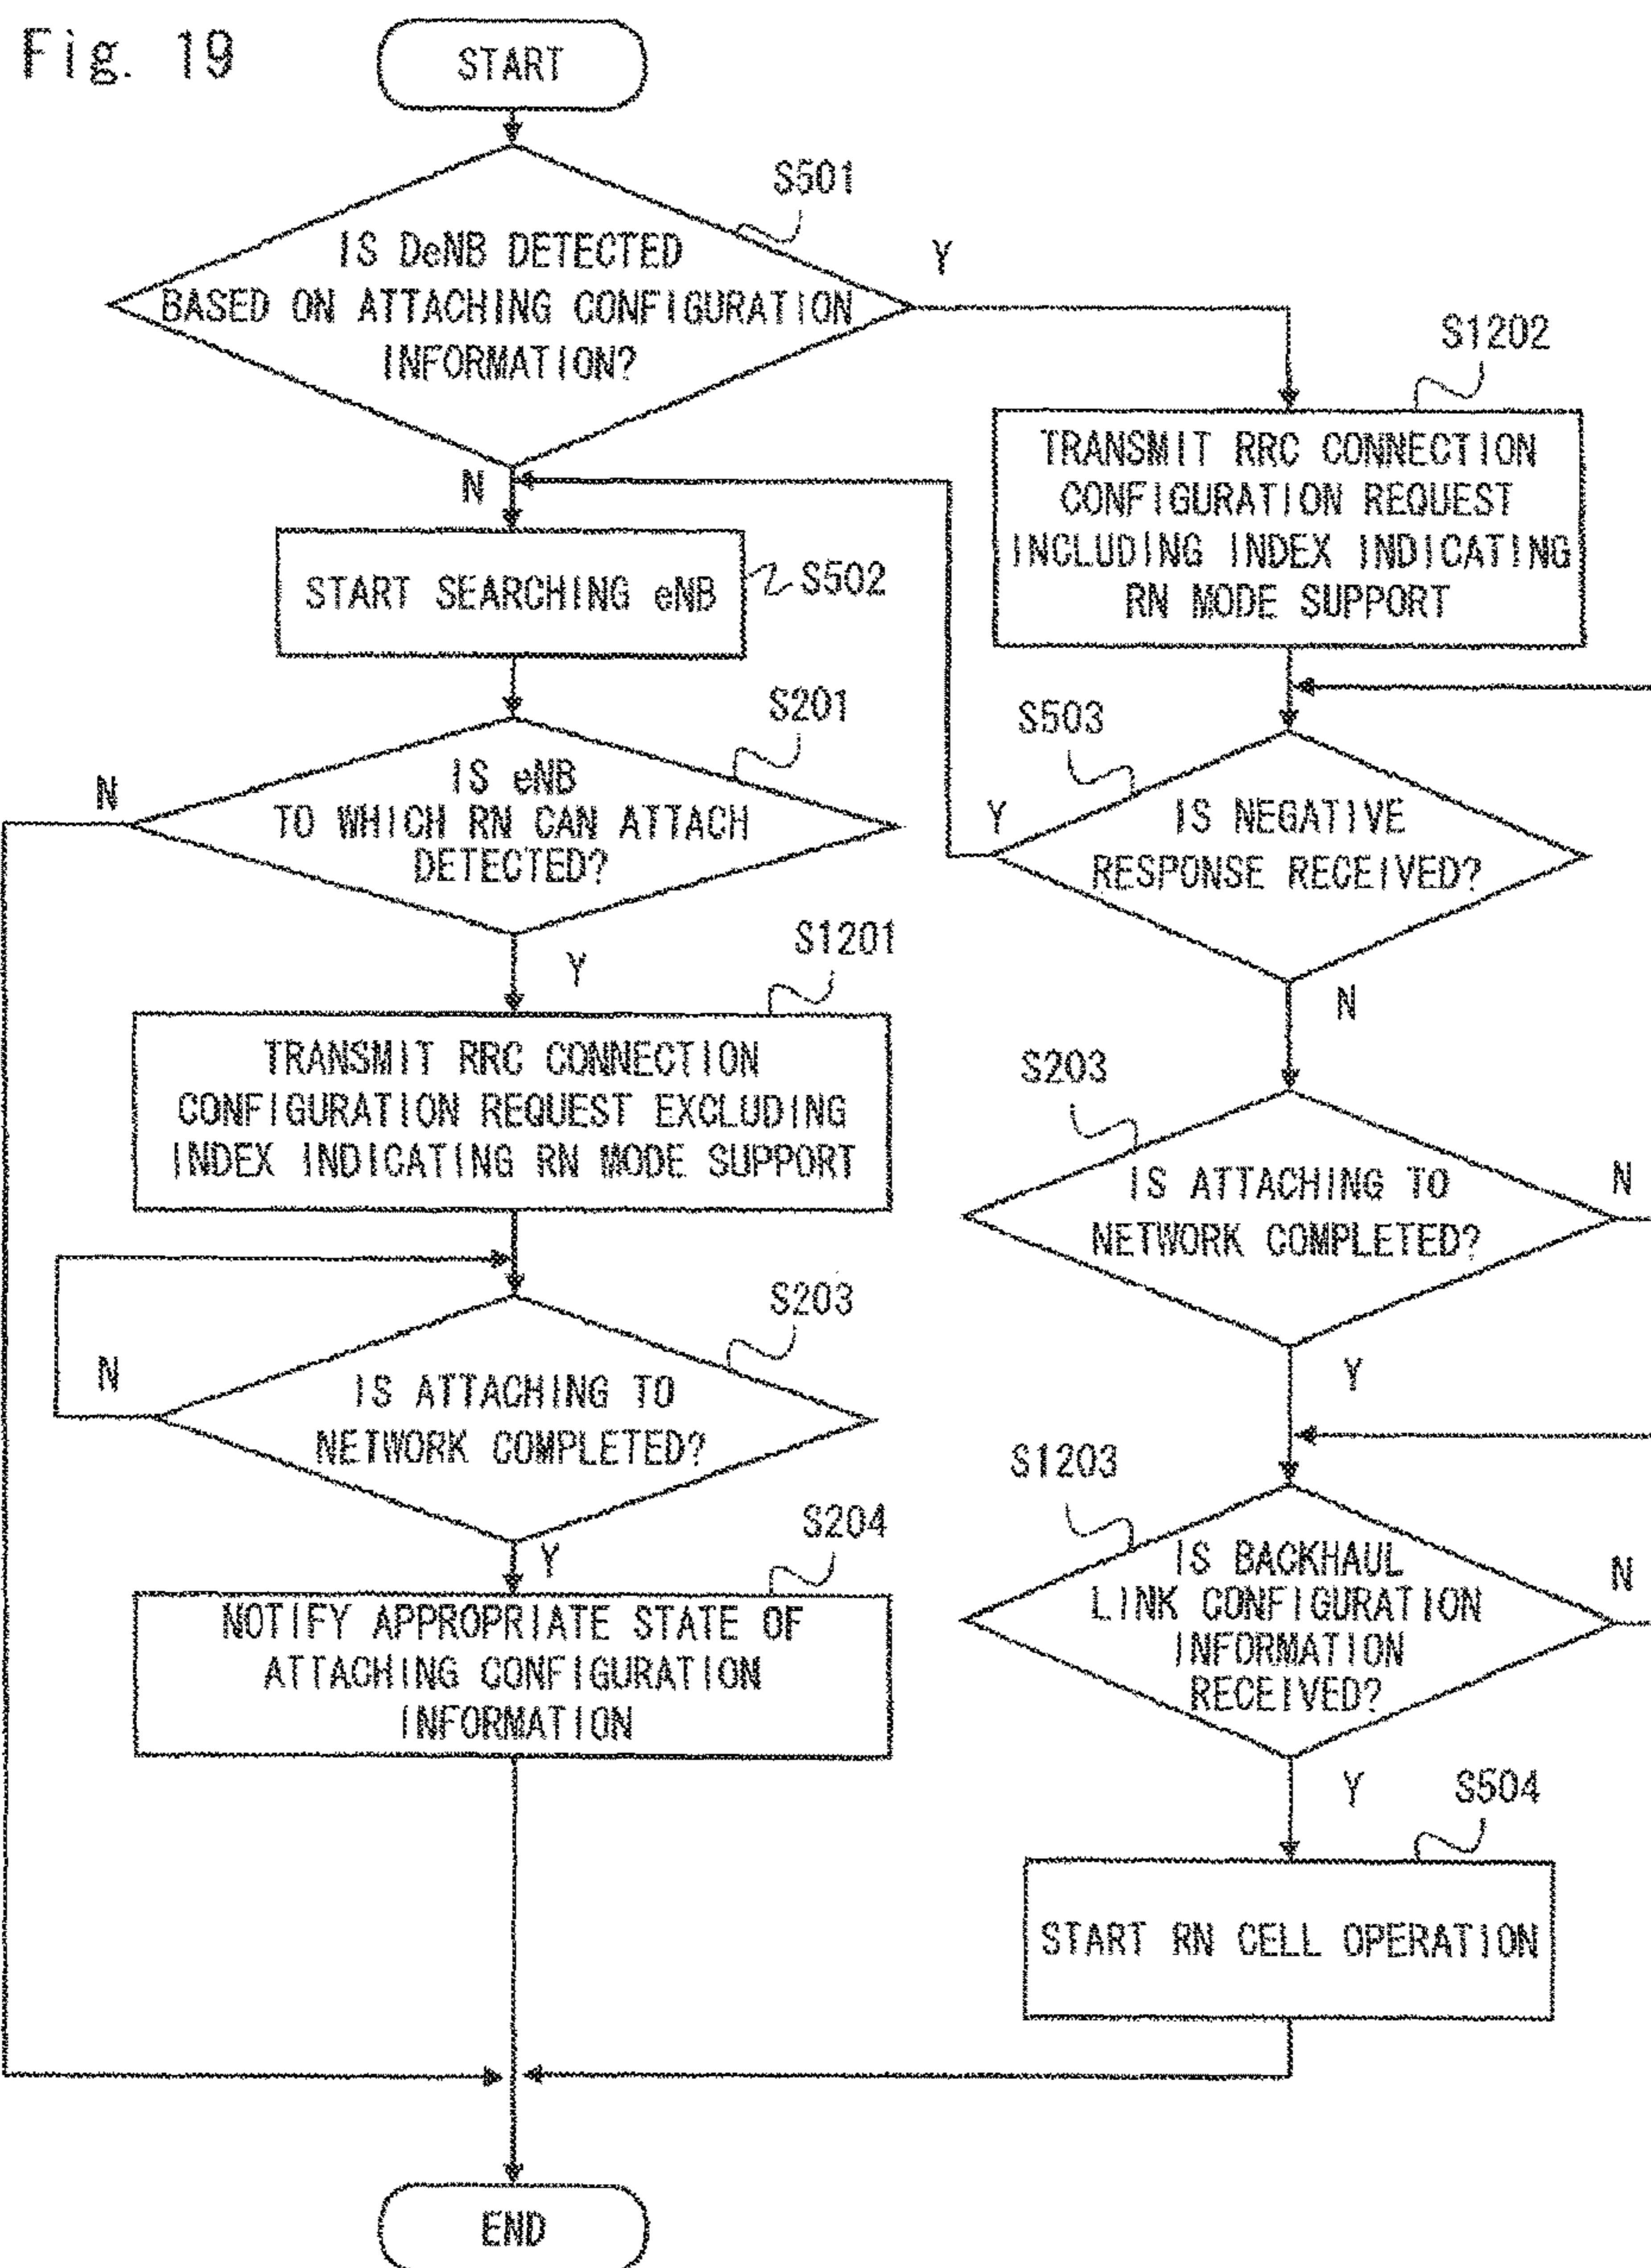 Fig. 19
START
S501
IS DeNB DETECTED
BASED ON ATTACHING CONFIGURATION
INFORMATION?
Y
N
S1202
TRANSMIT RRC CONNECTION
CONFIGURATION REQUEST
INCLUDING INDEX INDICATING
RN MODE SUPPORT
START SEARCHING eNB
S502
S201
N
IS eNB
TO WHICH RN CAN ATTACH
DETECTED?
Y
S503
Y
IS NEGATIVE
RESPONSE RECEIVED?
N
S1201
TRANSMIT RRC CONNECTION
CONFIGURATION REQUEST EXCLUDING
INDEX INDICATING RN MODE SUPPORT
S203
IS ATTACHING TO
NETWORK COMPLETED?
N
Y
S203
N
IS ATTACHING TO
NETWORK COMPLETED?
Y
S1203
IS BACKHAUL
LINK CONFIGURATION
INFORMATION
RECEIVED?
N
Y
S204
NOTIFY APPROPRIATE STATE OF
ATTACHING CONFIGURATION
INFORMATION
S504
START RN CELL OPERATION
END